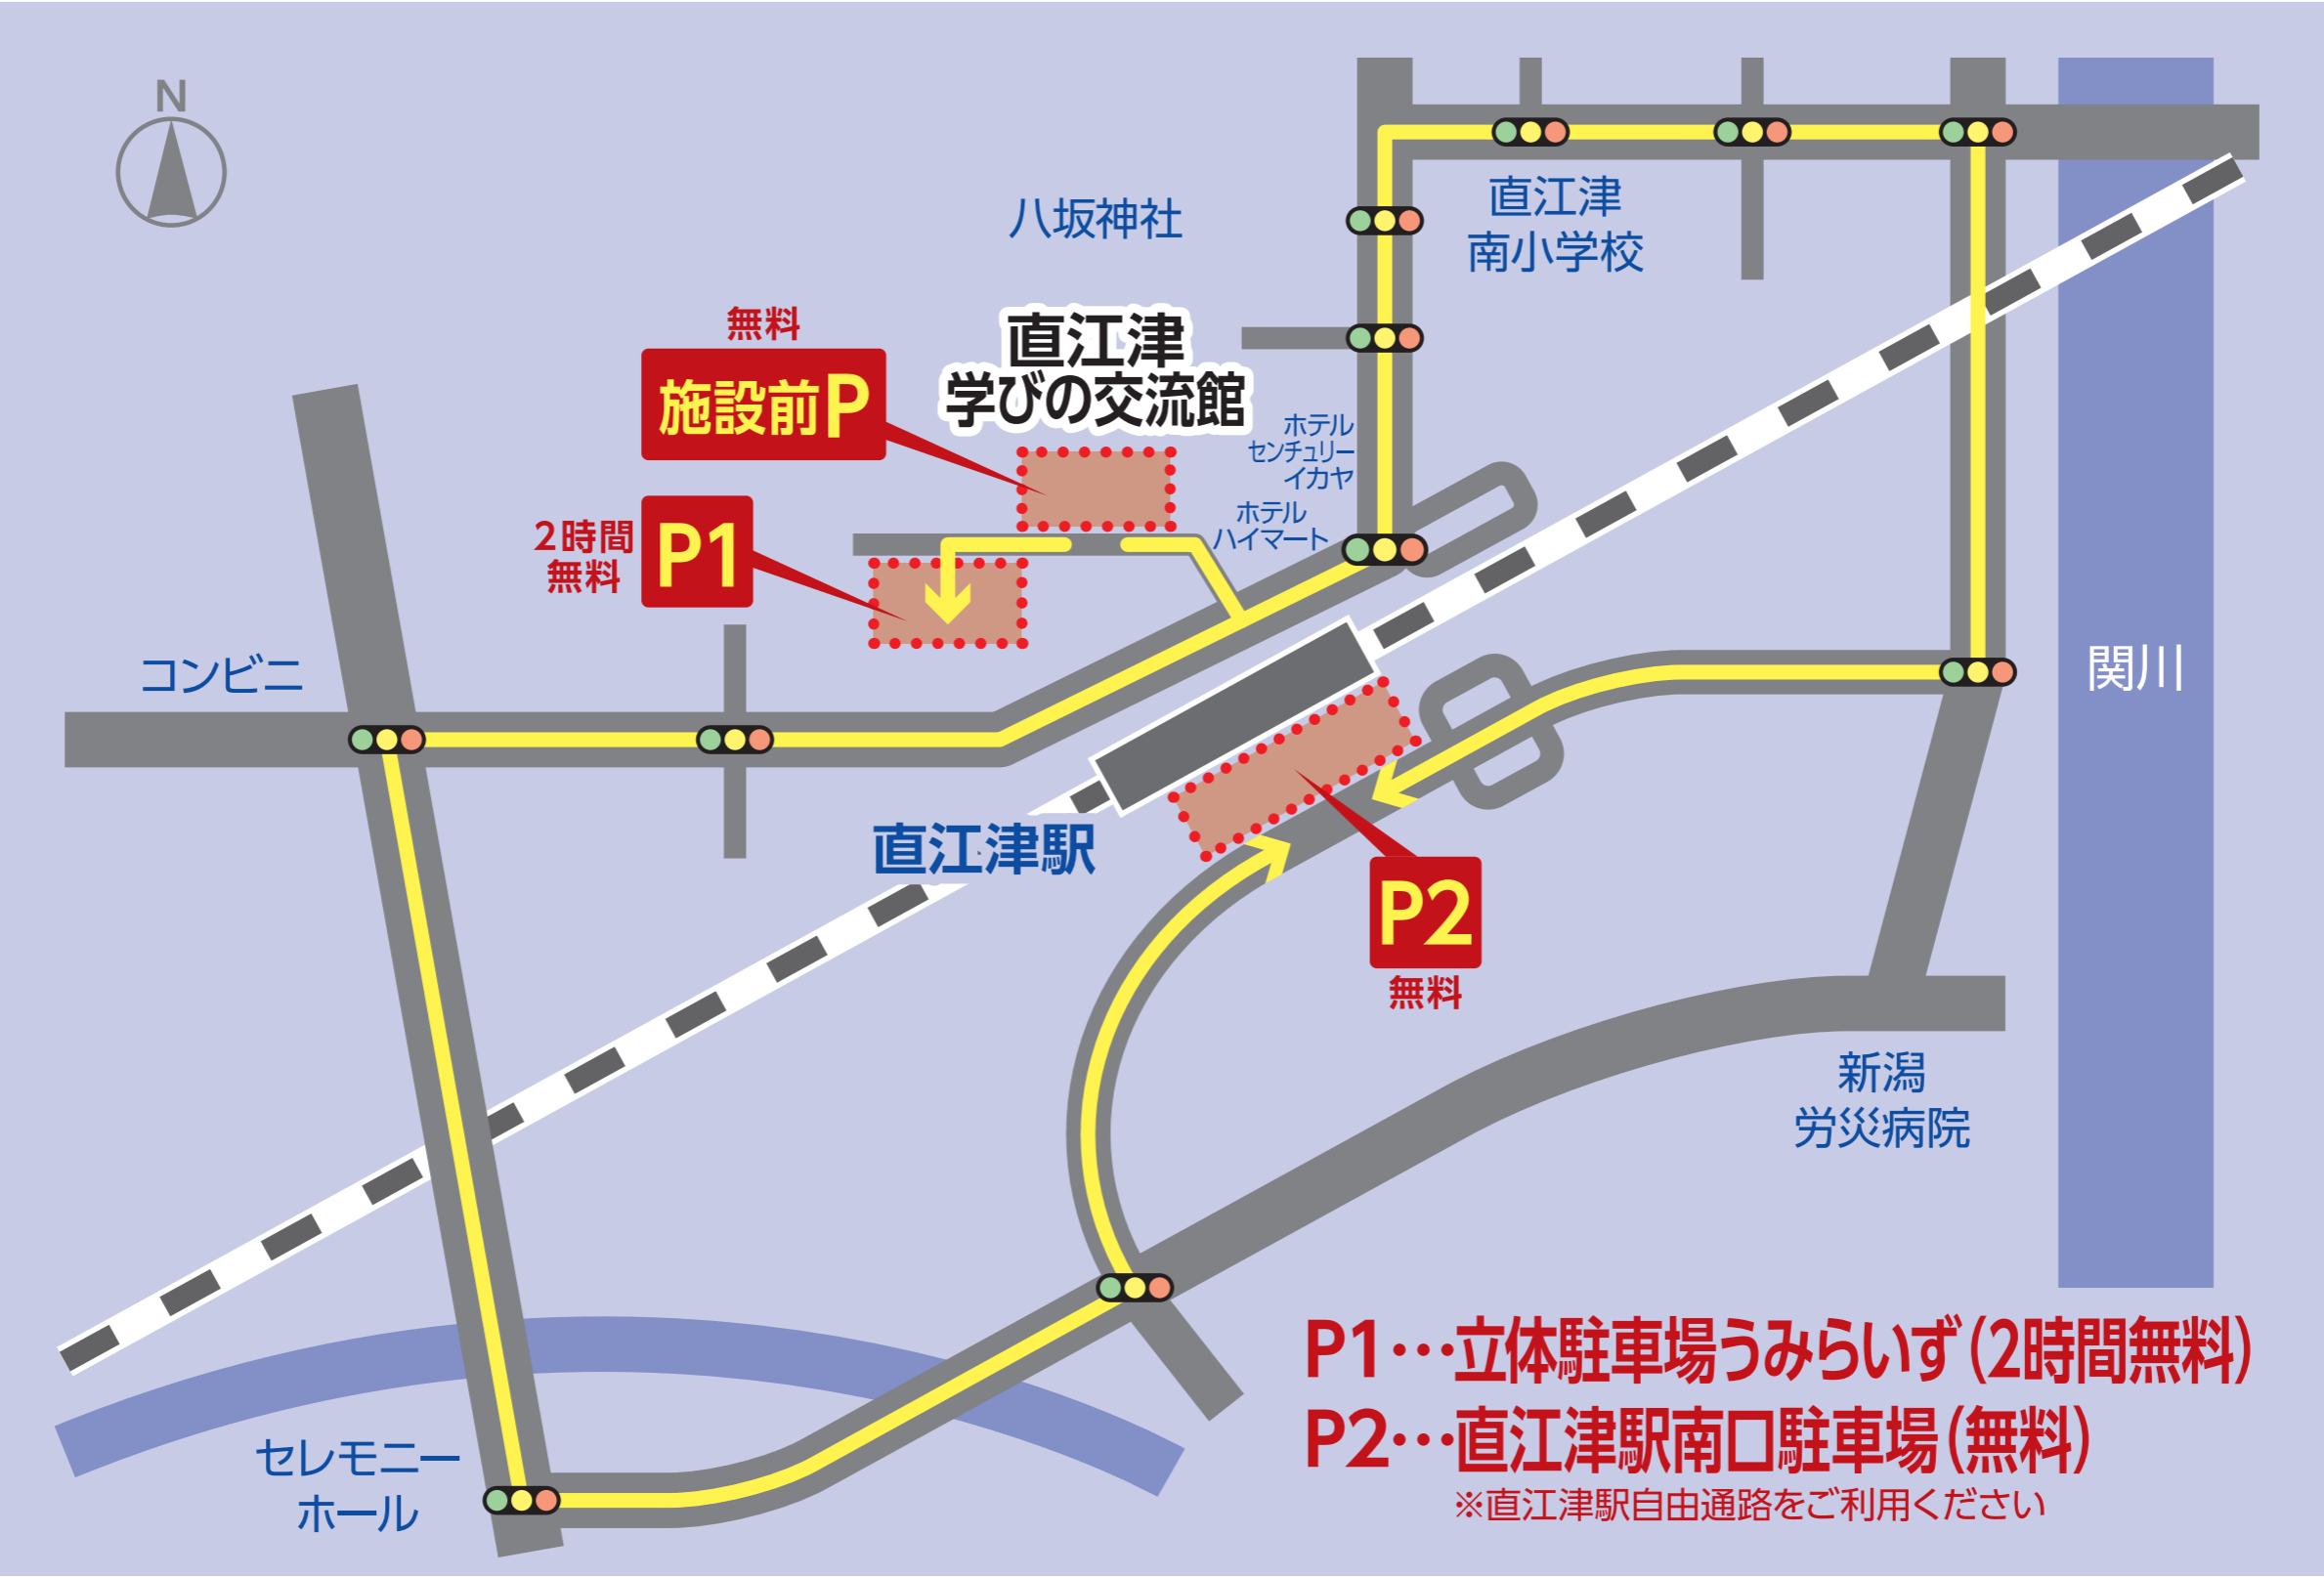 N
八坂神社
直江津
南小学校
無料
施設前P
直江津
学びの交流館
ホテル
センチュリー
イカヤ
ホテル
ハイマート
2時間
無料
P1
コンビニ
関川
直江津駅
P2
無料
新潟
労災病院
セレモニー
ホール
P1･･･立体駐車場うみらいず(2時間無料)
P2･･･直江津駅南口駐車場(無料)
※直江津駅自由通路をご利用ください